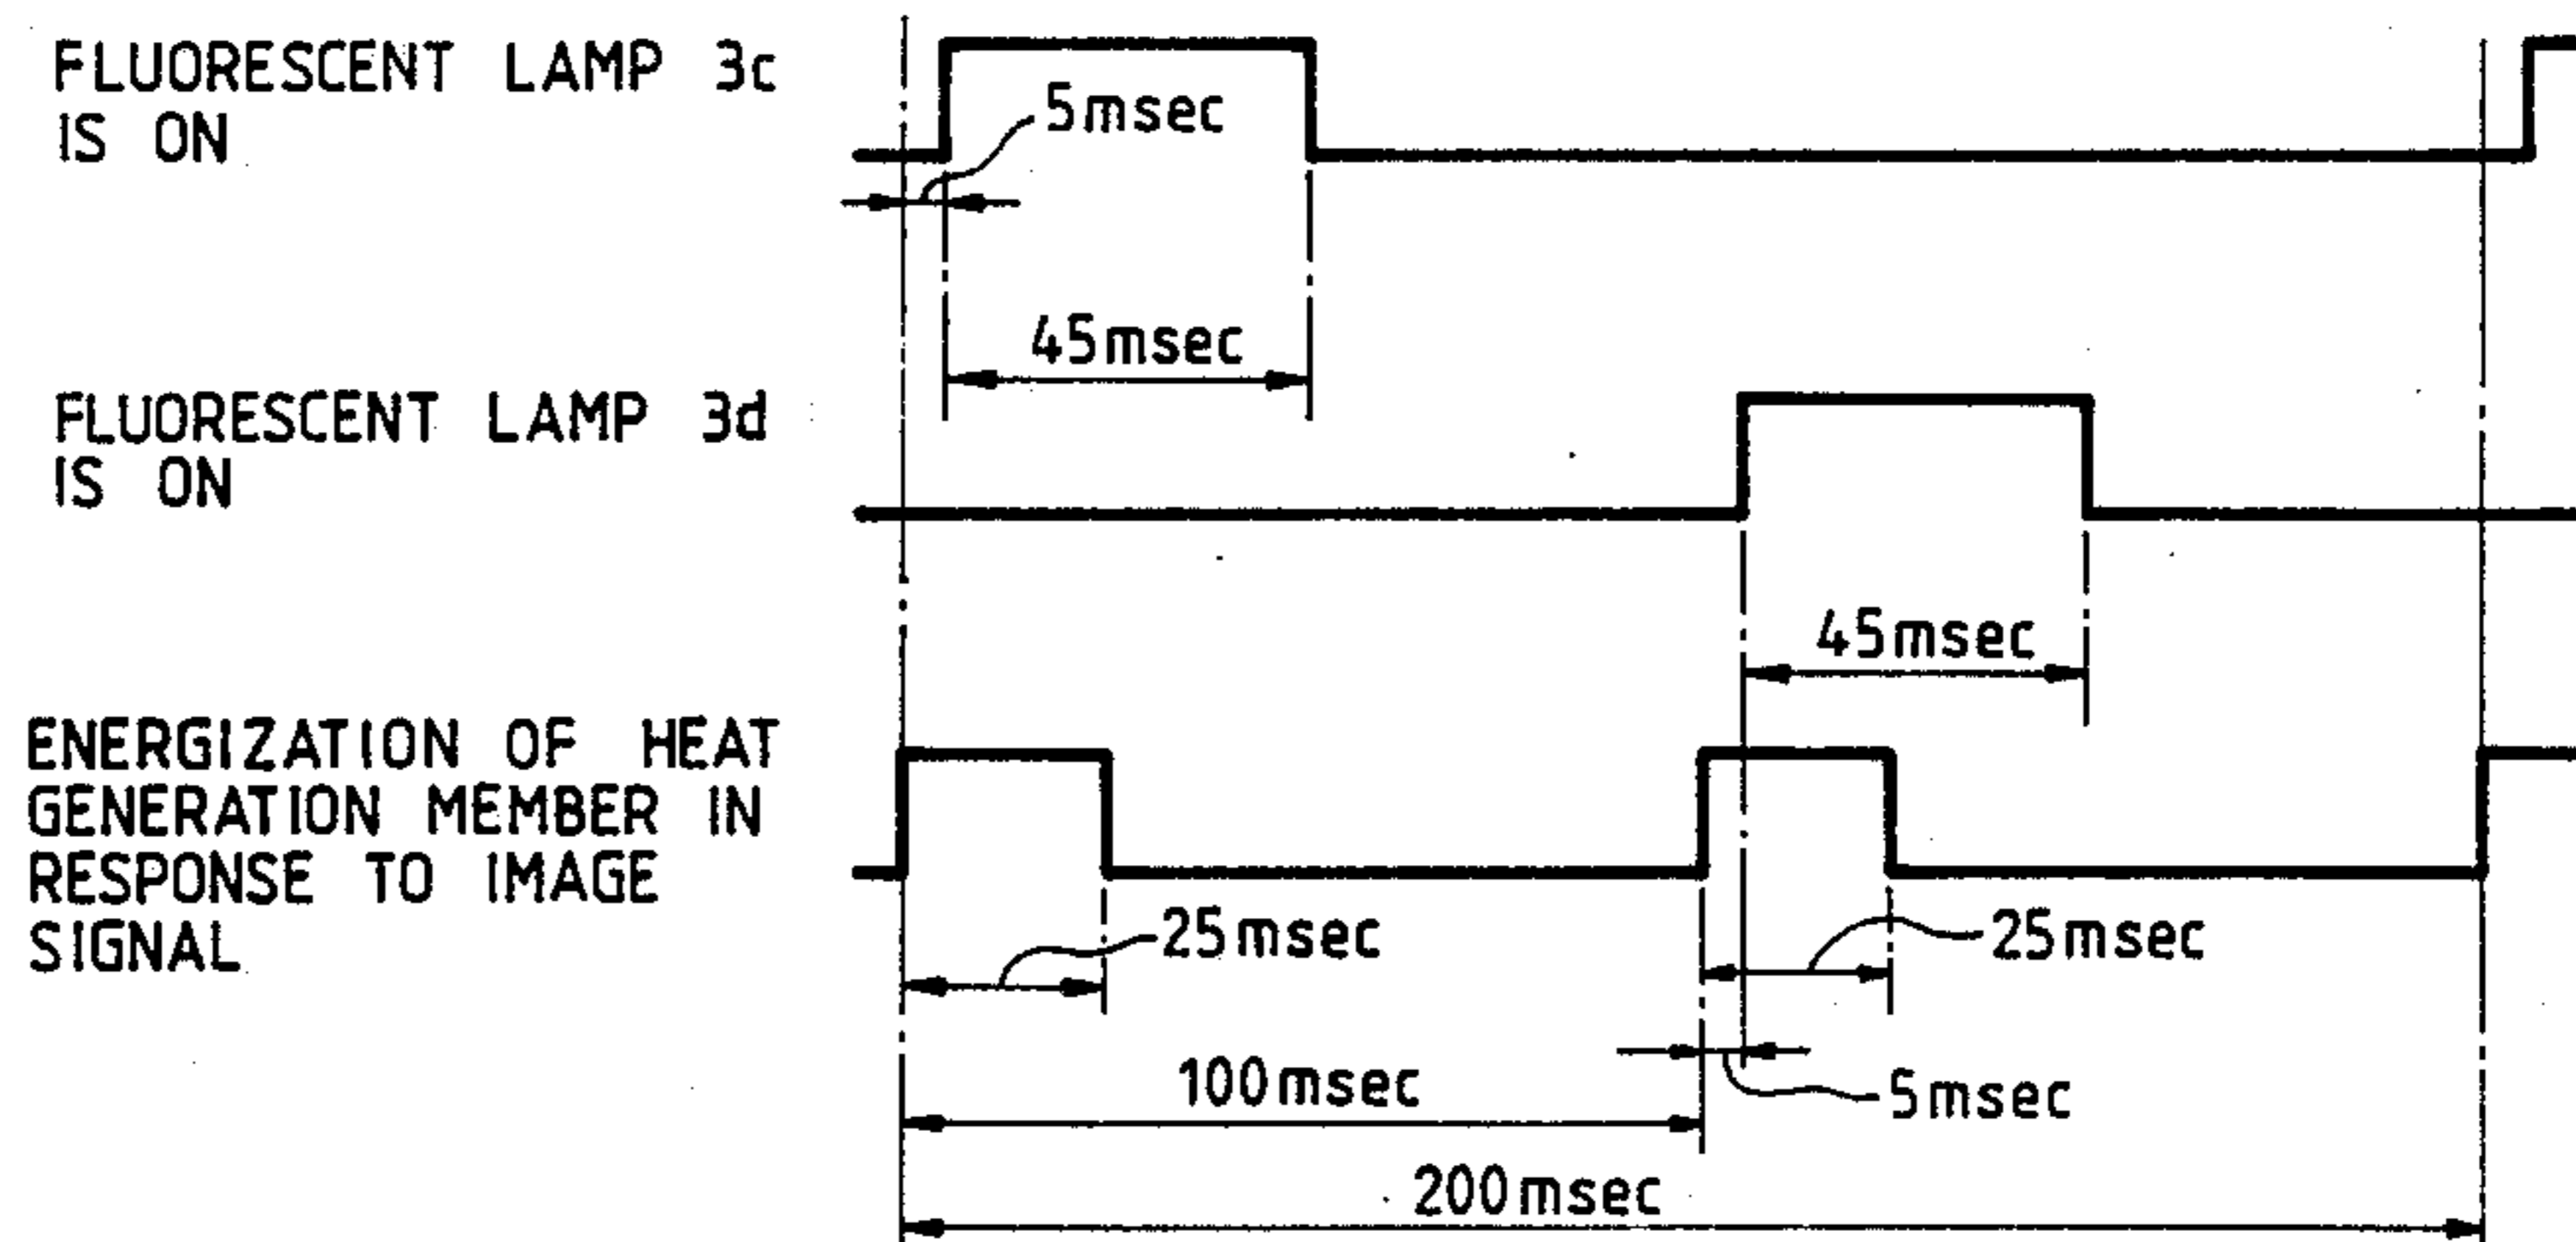 FLUORESCENT LAMP 3c
IS ON
5msec
45msec
FLUORESCENT LAMP 3d
IS ON
45msec
ENERGIZATION OF HEAT
GENERATION MEMBER IN
RESPONSE TO IMAGE
SIGNAL
25msec
25msec
100msec
5msec
200msec